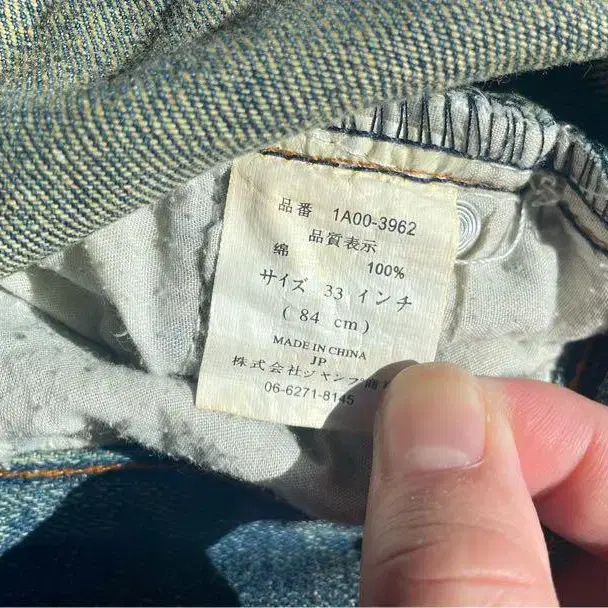 品番 1A00-3962
品質表示
綿 100%
サイズ 33 インチ
( 84 cm )
MADE IN CHINA
JP
株式会社ジャンプ商
06-6271-8145